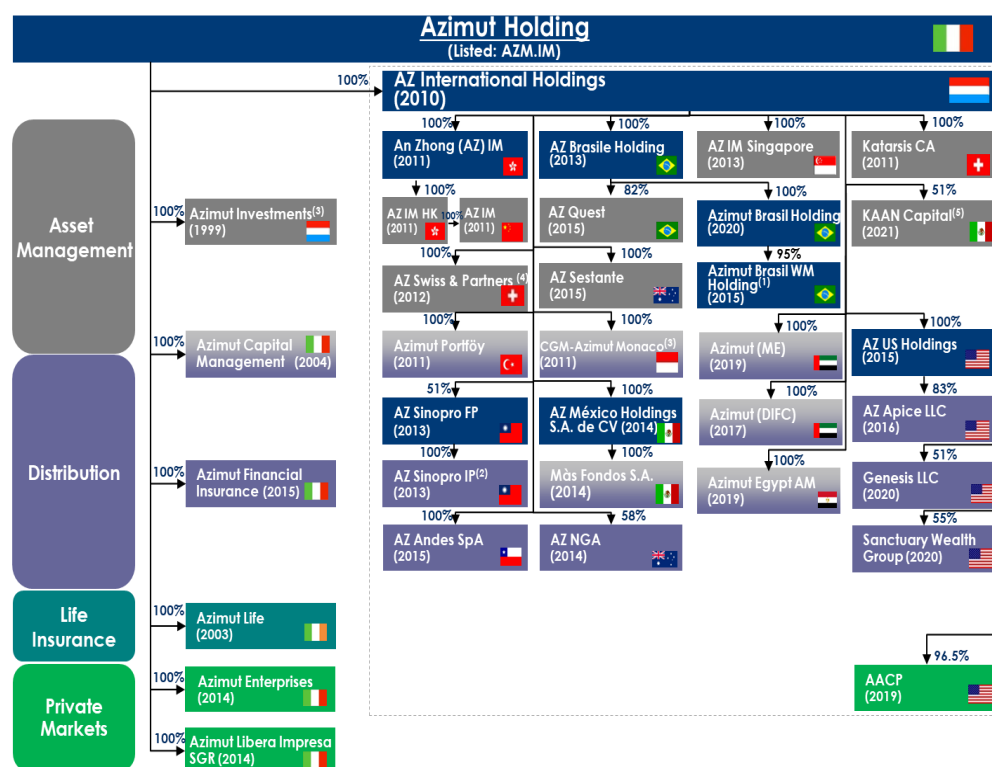 Azimut Holding
(Listed: AZM.IM)
100%
AZ International Holdings
(2010)
Asset
Management
Distribution
Life
Insurance
Private
Markets
100%
Azimut Investments(3)
(1999)
100%
Azimut Capital
Management (2004)
100%
Azimut Financial
Insurance (2015)
100%
Azimut Life
(2003)
100%
Azimut Enterprises
(2014)
100%
Azimut Libera Impresa
SGR (2014)
100%
An Zhong (AZ) IM
(2011)
100%
AZ IM HK
(2011)
100%
AZ IM
(2011)
100%
AZ Swiss & Partners (4)
(2012)
100%
Azimut Portföy
(2011)
51%
AZ Sinopro FP
(2013)
100%
AZ Sinopro IP(2)
(2013)
100%
AZ Andes SpA
(2015)
100%
AZ Brasile Holding
(2013)
82%
AZ Quest
(2015)
100%
AZ Sestante
(2015)
100%
CGM-Azimut Monaco(3)
(2011)
100%
AZ México Holdings
S.A. de CV (2014)
100%
Màs Fondos S.A.
(2014)
58%
AZ NGA
(2014)
100%
AZ IM Singapore
(2013)
100%
Azimut Brasil Holding
(2020)
95%
Azimut Brasil WM
Holding(1)
(2015)
100%
Azimut (ME)
(2019)
100%
Azimut (DIFC)
(2017)
100%
Azimut Egypt AM
(2019)
100%
Katarsis CA
(2011)
51%
KAAN Capital(5)
(2021)
100%
AZ US Holdings
(2015)
83%
AZ Apice LLC
(2016)
51%
Genesis LLC
(2020)
55%
Sanctuary Wealth
Group (2020)
96.5%
AACP
(2019)